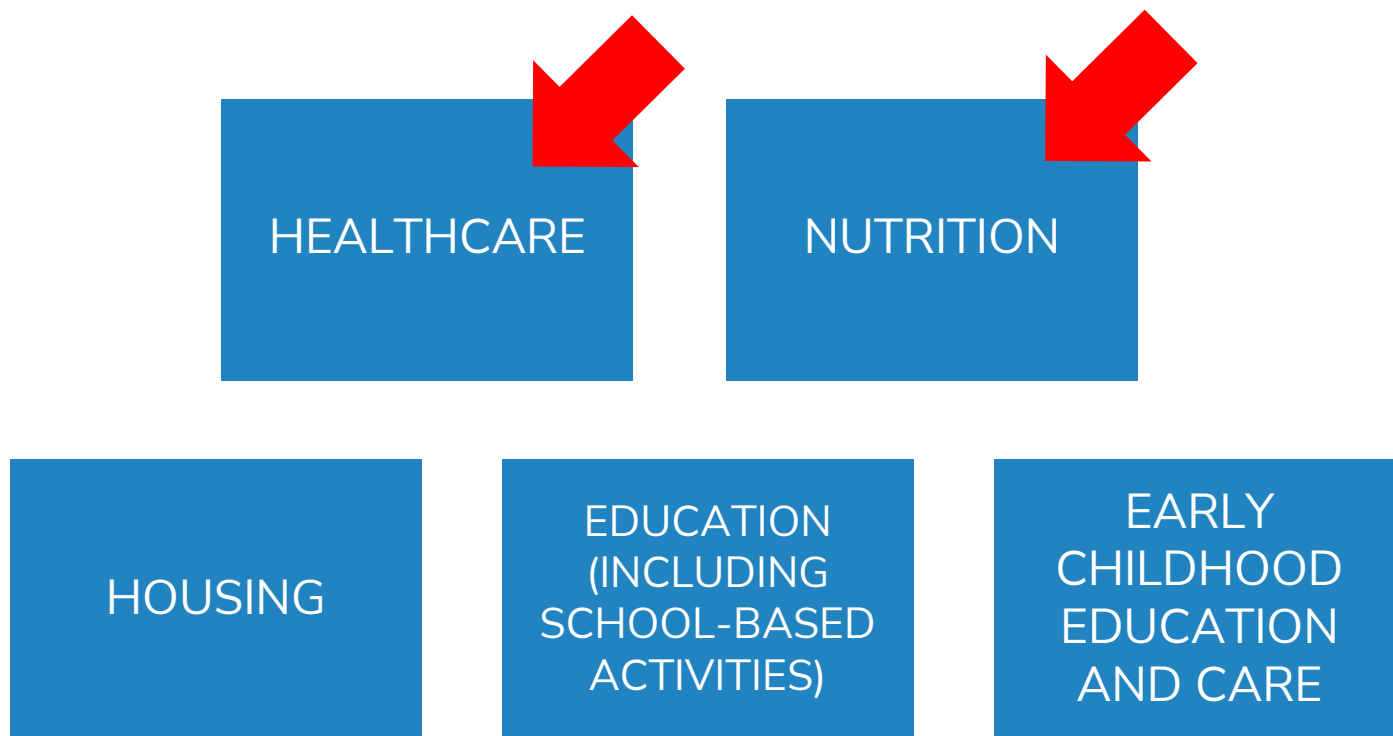 HEALTHCARE
NUTRITION
HOUSING
EDUCATION
(INCLUDING
SCHOOL-BASED
ACTIVITIES)
EARLY
CHILDHOOD
EDUCATION
AND CARE